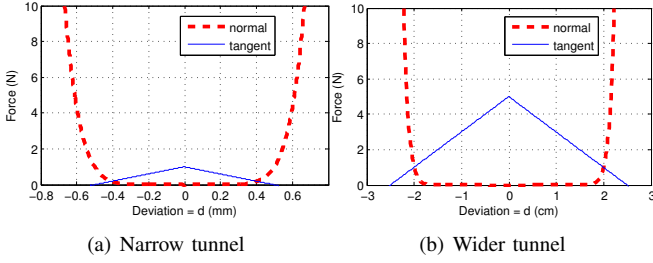 10
8
6
4
2
0
Force (N)
normal
tangent
−0.8 −0.6 −0.4 −0.2 0 0.2 0.4 0.6
Deviation = d (mm)
(a) Narrow tunnel
10
8
6
4
2
0
Force (N)
normal
tangent
−3 −2 −1 0 1 2 3
Deviation = d (cm)
(b) Wider tunnel